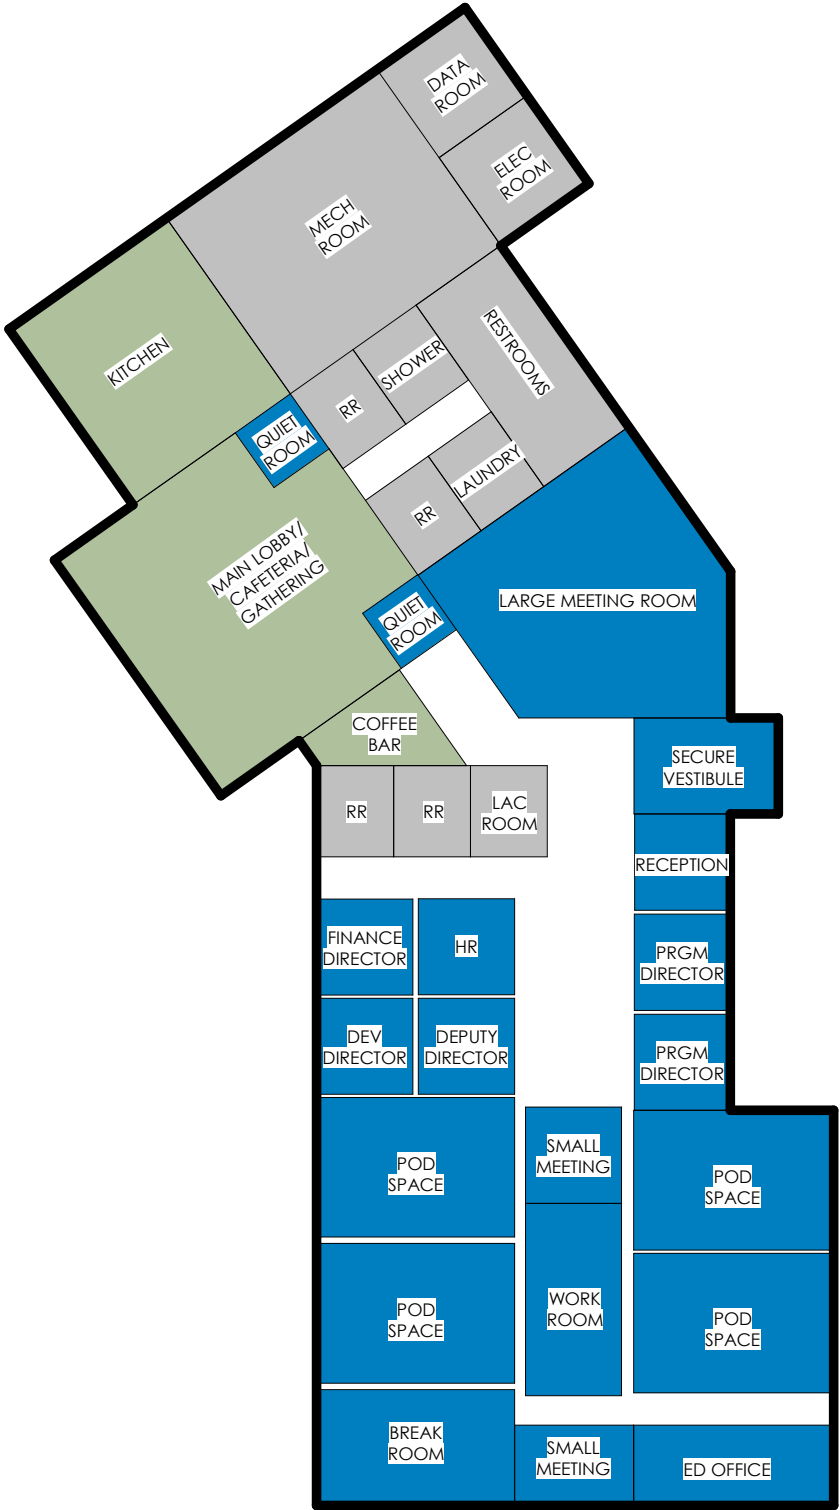 DATA
ROOM
ELEC
ROOM
MECH
ROOM
KITCHEN
RESTROOMS
SHOWER
RR
QUIET
ROOM
LAUNDRY
RR
MAIN LOBBY/
CAFETERIA/
GATHERING
QUIET
ROOM
LARGE MEETING ROOM
COFFEE
BAR
SECURE
VESTIBULE
RR
RR
LAC
ROOM
RECEPTION
FINANCE
DIRECTOR
HR
PRGM
DIRECTOR
DEV
DIRECTOR
DEPUTY
DIRECTOR
PRGM
DIRECTOR
POD
SPACE
SMALL
MEETING
POD
SPACE
POD
SPACE
WORK
ROOM
POD
SPACE
BREAK
ROOM
SMALL
MEETING
ED OFFICE